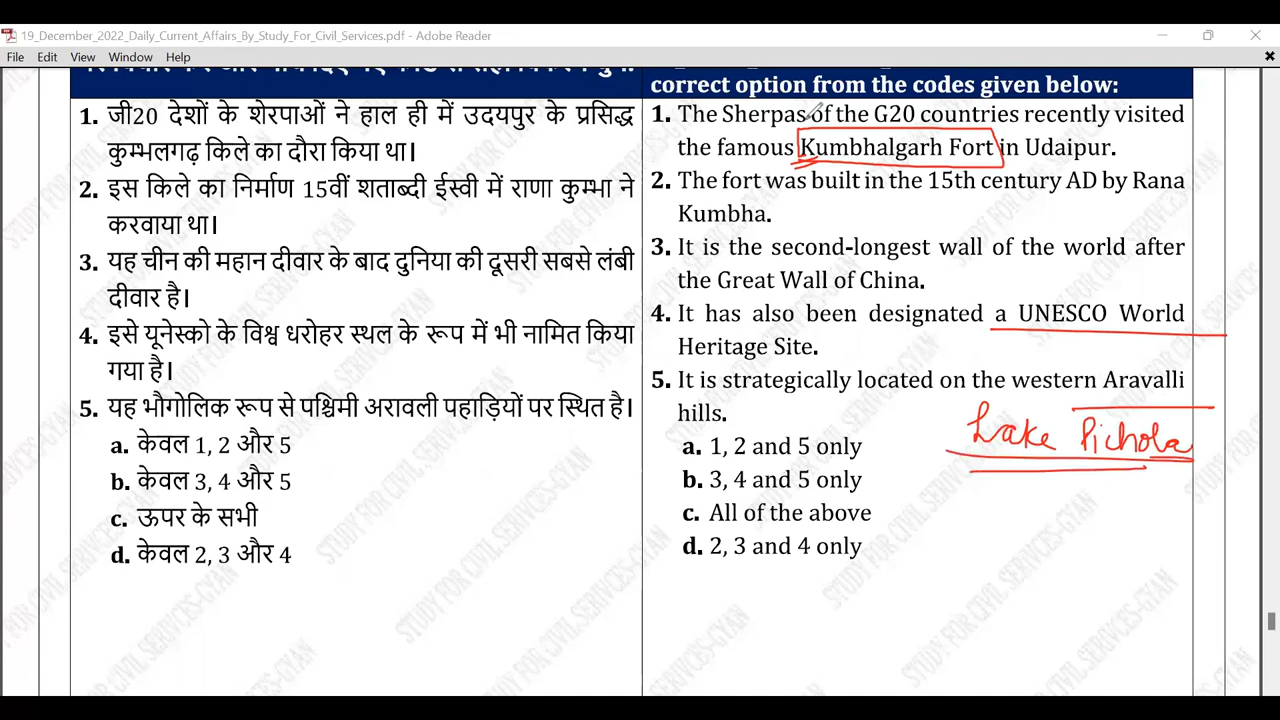 19_December_2022_Daily_Current_Affairs_By_Study_For_Civil_Services.pdf - Adobe Reader
File Edit View Window Help
correct option from the codes given below:
1. जी20 देशों के शेरपाओं ने हाल ही में उदयपुर के प्रसिद्ध
कुम्भलगढ़ किले का दौरा किया था।
2. इस किले का निर्माण 15वीं शताब्दी ईस्वी में राणा कुम्भा ने
करवाया था।
3. यह चीन की महान दीवार के बाद दुनिया की दूसरी सबसे लंबी
दीवार है।
4. इसे यूनेस्को के विश्व धरोहर स्थल के रूप में भी नामित किया
गया है।
5. यह भौगोलिक रूप से पश्चिमी अरावली पहाड़ियों पर स्थित है।
a. केवल 1, 2 और 5
b. केवल 3, 4 और 5
c. ऊपर के सभी
d. केवल 2, 3 और 4
1. The Sherpas of the G20 countries recently visited
the famous Kumbhalgarh Fort in Udaipur.
2. The fort was built in the 15th century AD by Rana
Kumbha.
3. It is the second-longest wall of the world after
the Great Wall of China.
4. It has also been designated a UNESCO World
Heritage Site.
5. It is strategically located on the western Aravalli
hills.
Lake Pichola
a. 1, 2 and 5 only
b. 3, 4 and 5 only
c. All of the above
d. 2, 3 and 4 only
STUDY FOR CIVIL SERIVCES-GYAN